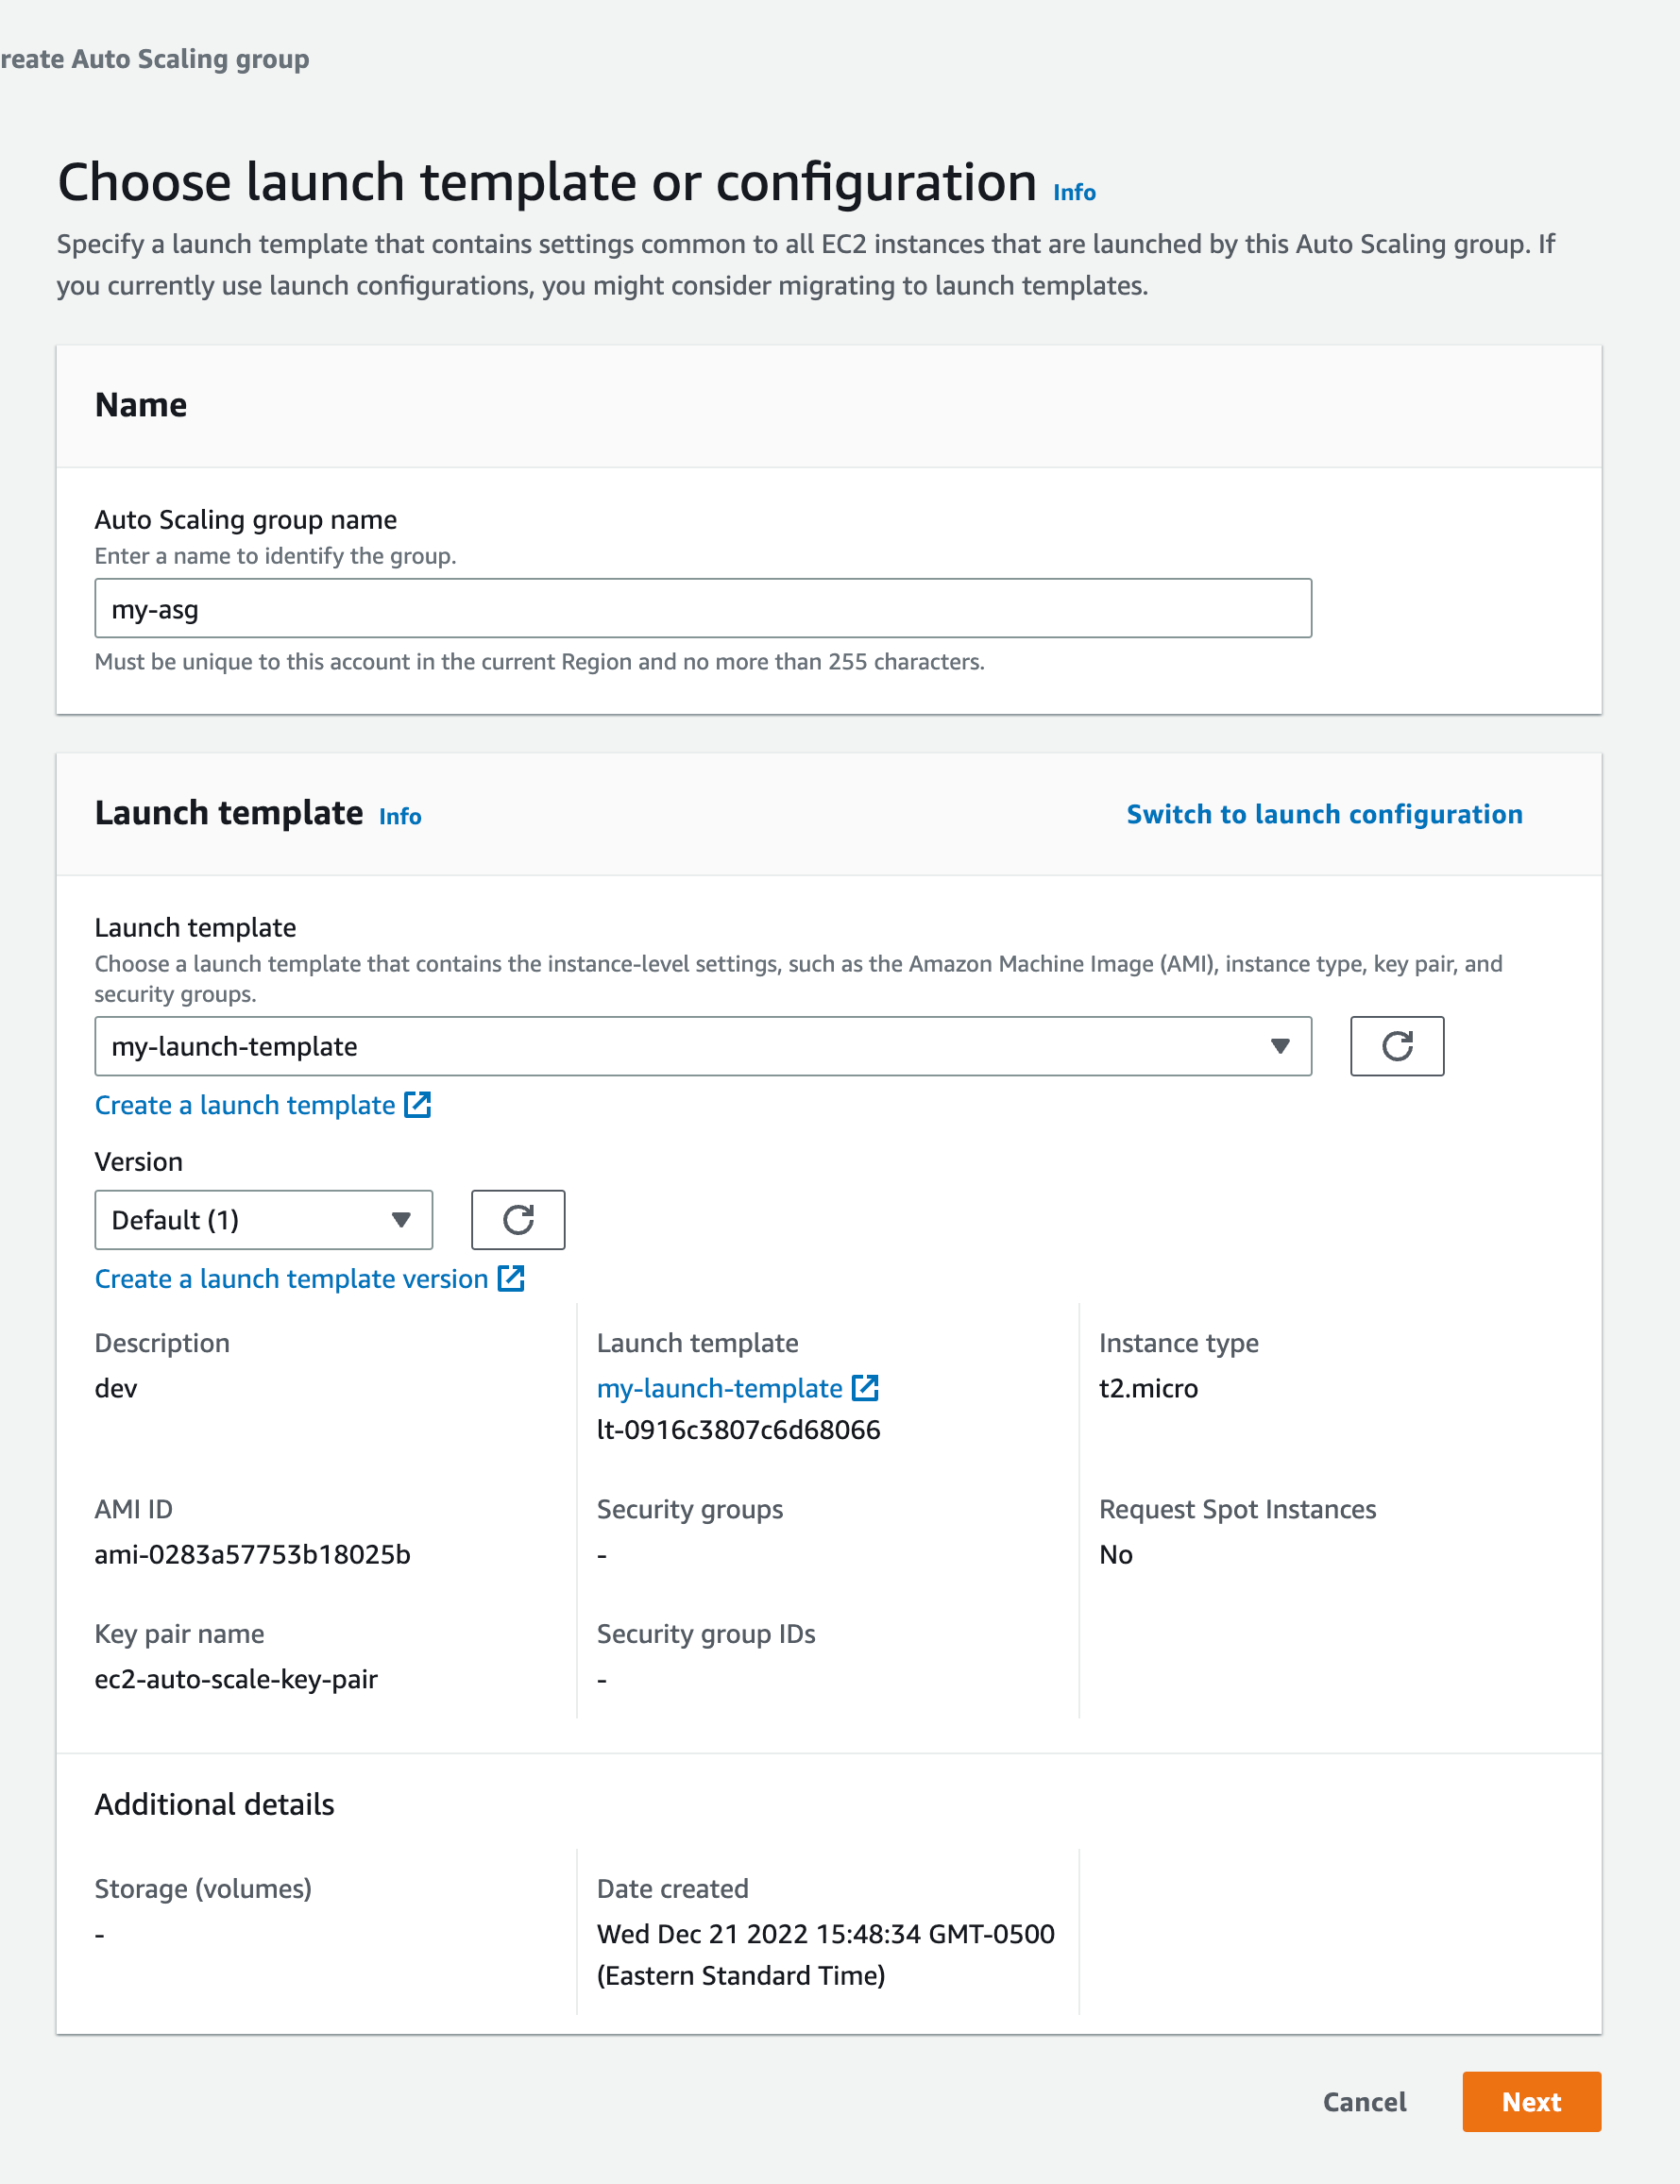 reate Auto Scaling group
Choose launch template or configuration Info
Specify a launch template that contains settings common to all EC2 instances that are launched by this Auto Scaling group. If
you currently use launch configurations, you might consider migrating to launch templates.
Name
Auto Scaling group name
Enter a name to identify the group.
my-asg
Must be unique to this account in the current Region and no more than 255 characters.
Launch template Info
Switch to launch configuration
Launch template
Choose a launch template that contains the instance-level settings, such as the Amazon Machine Image (AMI), instance type, key pair, and
security groups.
my-launch-template
Create a launch template
Version
Default (1)
Create a launch template version
Description
dev
Launch template
my-launch-template
lt-0916c3807c6d68066
Instance type
t2.micro
AMI ID
ami-0283a57753b18025b
Security groups
-
Request Spot Instances
No
Key pair name
ec2-auto-scale-key-pair
Security group IDs
-
Additional details
Storage (volumes)
-
Date created
Wed Dec 21 2022 15:48:34 GMT-0500
(Eastern Standard Time)
Cancel
Next